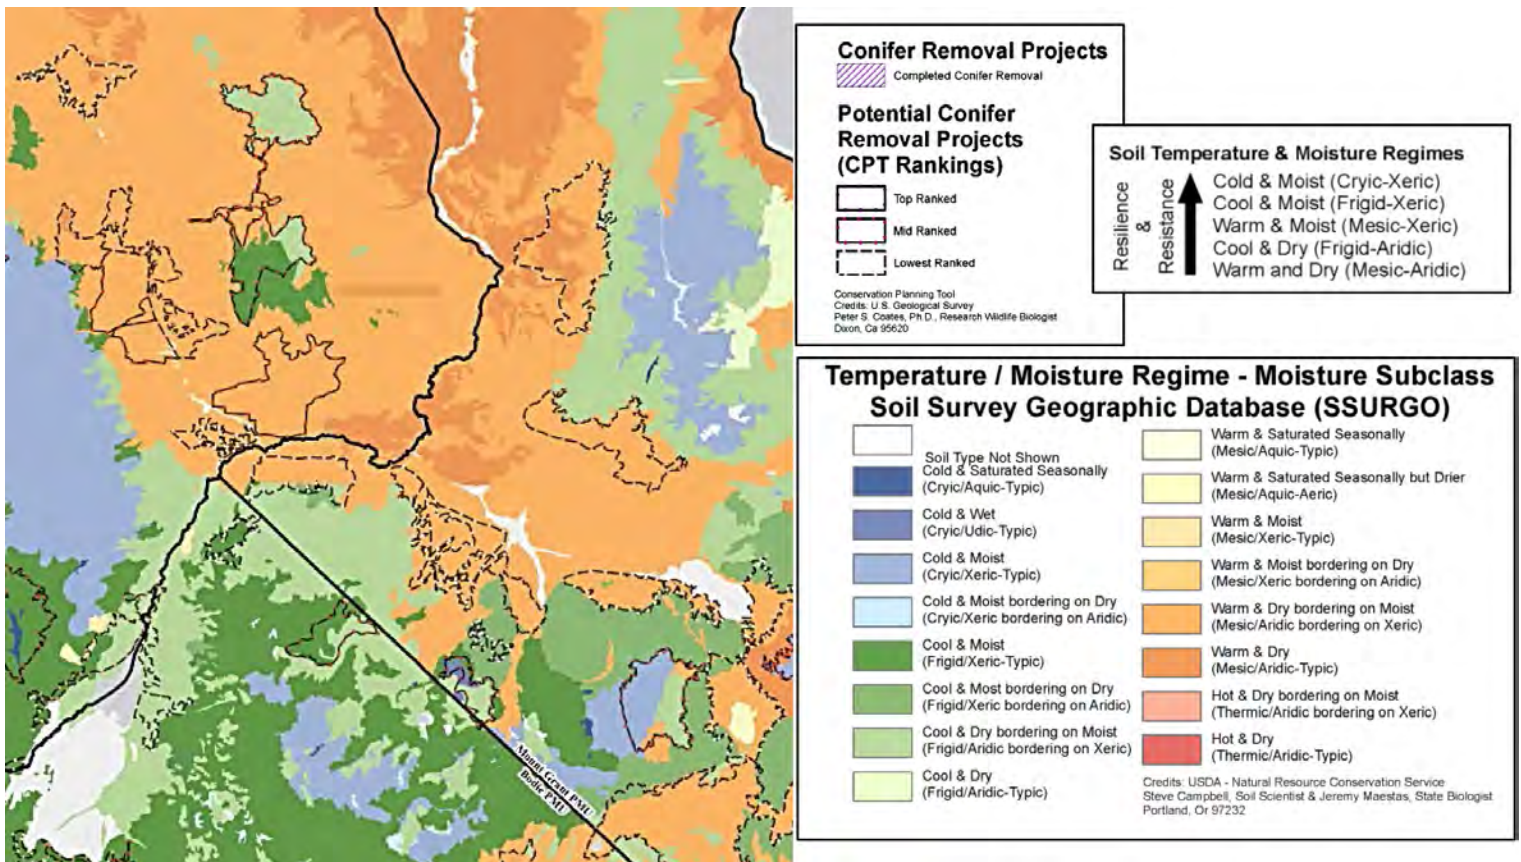 Conifer Removal Projects
Completed Conifer Removal
Potential Conifer
Removal Projects
(CPT Rankings)
Top Ranked
Mid Ranked
Lowest Ranked
Conservation Planning Tool
Credits: U.S. Geological Survey
Peter S. Coates, Ph.D., Research Wildlife Biologist
Dixon, Ca 95620
Soil Temperature & Moisture Regimes
Resilience
&
Resistance
Cold & Moist (Cryic-Xeric)
Cool & Moist (Frigid-Xeric)
Warm & Moist (Mesic-Xeric)
Cool & Dry (Frigid-Aridic)
Warm and Dry (Mesic-Aridic)
Temperature / Moisture Regime - Moisture Subclass
Soil Survey Geographic Database (SSURGO)
Soil Type Not Shown
Cold & Saturated Seasonally
(Cryic/Aquic-Typic)
Cold & Wet
(Cryic/Udic-Typic)
Cold & Moist
(Cryic/Xeric-Typic)
Cold & Moist bordering on Dry
(Cryic/Xeric bordering on Aridic)
Cool & Moist
(Frigid/Xeric-Typic)
Cool & Most bordering on Dry
(Frigid/Xeric bordering on Aridic)
Cool & Dry bordering on Moist
(Frigid/Aridic bordering on Xeric)
Cool & Dry
(Frigid/Aridic-Typic)
Warm & Saturated Seasonally
(Mesic/Aquic-Typic)
Warm & Saturated Seasonally but Drier
(Mesic/Aquic-Aeric)
Warm & Moist
(Mesic/Xeric-Typic)
Warm & Moist bordering on Dry
(Mesic/Xeric bordering on Aridic)
Warm & Dry bordering on Moist
(Mesic/Aridic bordering on Xeric)
Warm & Dry
(Mesic/Aridic-Typic)
Hot & Dry bordering on Moist
(Thermic/Aridic bordering on Xeric)
Hot & Dry
(Thermic/Aridic-Typic)
Credits: USDA - Natural Resource Conservation Service
Steve Campbell, Soil Scientist & Jeremy Maestas, State Biologist
Portland, Or 97232
Mount Grant PMU
Bodie PMU